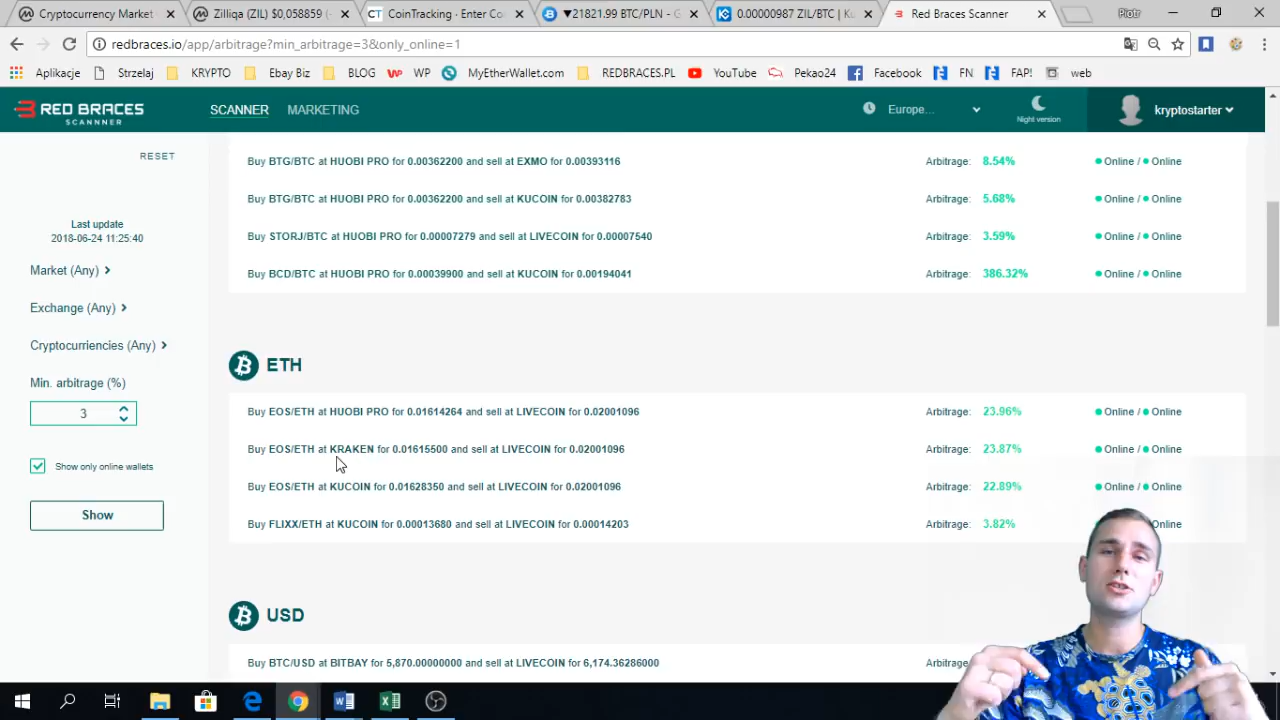 Cryptocurrency Market
Zilliqa (ZIL) $0,058859
CoinTracking · Enter Co
▼21821.99 BTC/PLN - G
0.00000987 ZIL/BTC | Ku
Red Braces Scanner
Piotr
redbraces.io/app/arbitrage?min_arbitrage=3&only_online=1
Aplikacje
Strzelaj
KRYPTO
Ebay Biz
BLOG
WP
MyEtherWallet.com
REDBRACES.PL
YouTube
Pekao24
Facebook
FN
FAP!
web
RED BRACES
SCANNNER
SCANNER
MARKETING
Europe...
Night version
kryptostarter
RESET
Last update
2018-06-24 11:25:40
Market (Any)
Exchange (Any)
Cryptocurriencies (Any)
Min. arbitrage (%)
3
Show only online wallets
Show
Buy BTG/BTC at HUOBI PRO for 0.00362200 and sell at EXMO for 0.00393116 Arbitrage: 8.54% Online / Online
Buy BTG/BTC at HUOBI PRO for 0.00362200 and sell at KUCOIN for 0.00382783 Arbitrage: 5.68% Online / Online
Buy STORJ/BTC at HUOBI PRO for 0.00007279 and sell at LIVECOIN for 0.00007540 Arbitrage: 3.59% Online / Online
Buy BCD/BTC at HUOBI PRO for 0.00039900 and sell at KUCOIN for 0.00194041 Arbitrage: 386.32% Online / Online
ETH
Buy EOS/ETH at HUOBI PRO for 0.01614264 and sell at LIVECOIN for 0.02001096 Arbitrage: 23.96% Online / Online
Buy EOS/ETH at KRAKEN for 0.01615500 and sell at LIVECOIN for 0.02001096 Arbitrage: 23.87% Online / Online
Buy EOS/ETH at KUCOIN for 0.01628350 and sell at LIVECOIN for 0.02001096 Arbitrage: 22.89% Online / Online
Buy FLIXX/ETH at KUCOIN for 0.00013680 and sell at LIVECOIN for 0.00014203 Arbitrage: 3.82% Online
USD
Buy BTC/USD at BITBAY for 5,870.00000000 and sell at LIVECOIN for 6,174.36286000 Arbitrage: